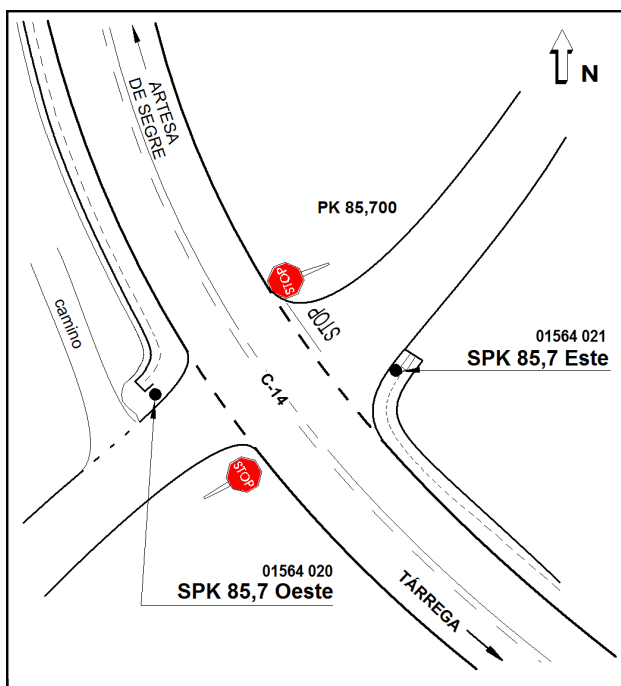 N
ARTESA
DE SEGRE
PK 85,700
STOP
STOP
camino
01564 021
SPK 85,7 Este
C-14
STOP
01564 020
SPK 85,7 Oeste
TÁRREGA